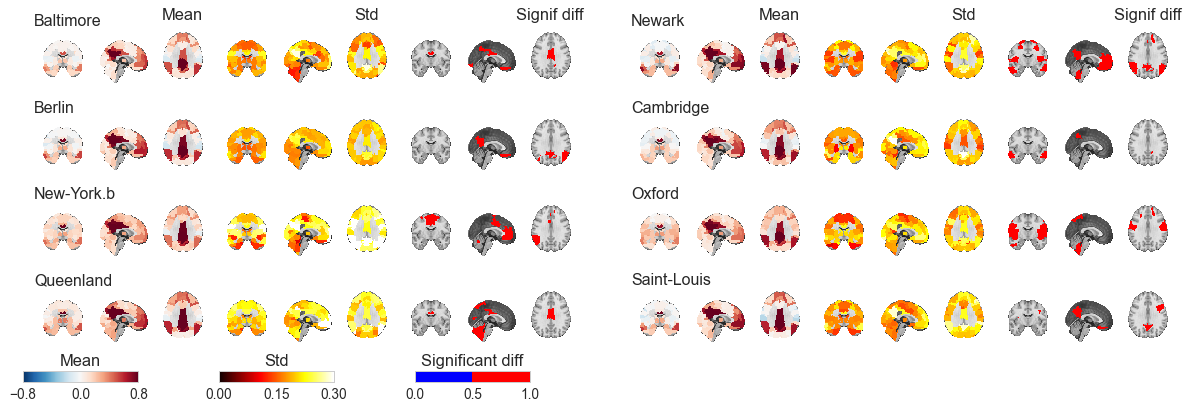 Baltimore Mean Std Signif diff
Newark Mean Std Signif diff
Berlin
Cambridge
New-York.b
Oxford
Queenland
Saint-Louis
Mean Std Significant diff
−0.8 0.0 0.8 0.00 0.15 0.30 0.0 0.5 1.0